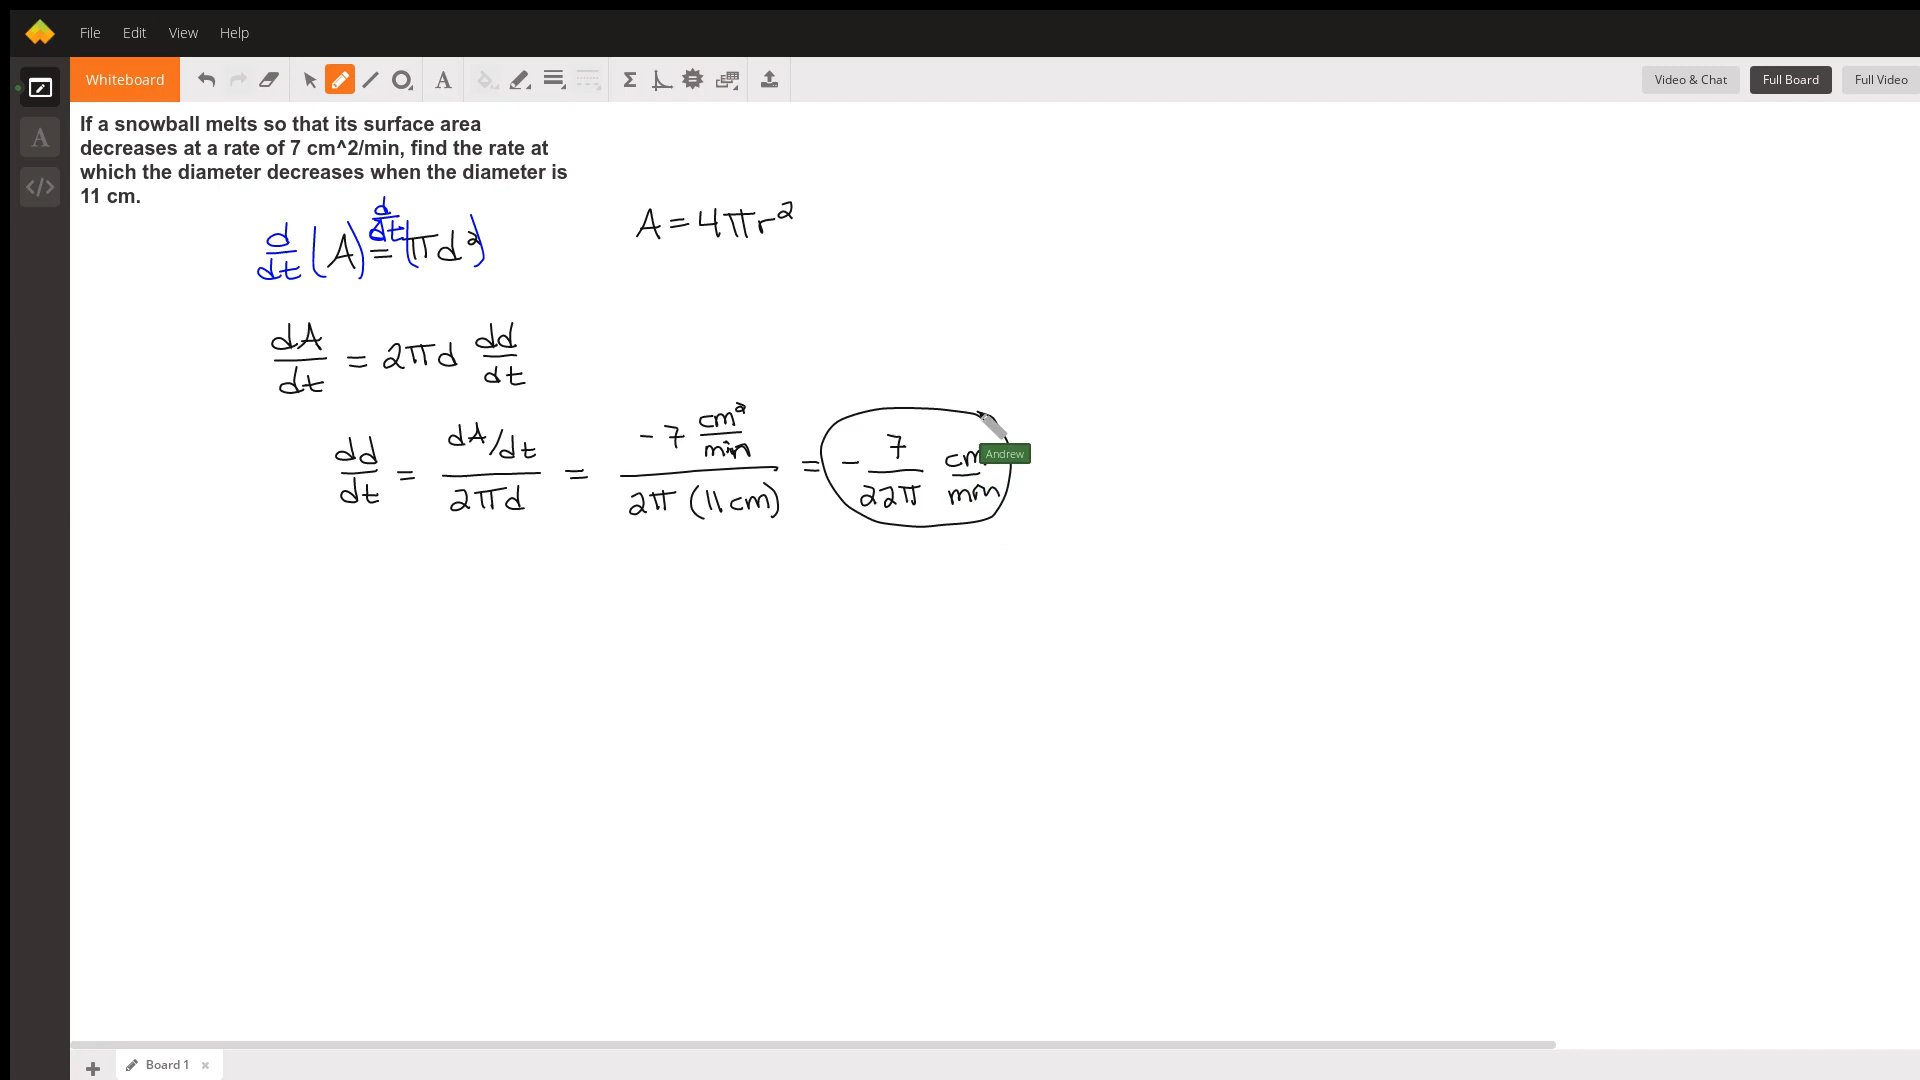 File Edit View Help
Whiteboard
Video & Chat Full Board Full Video
If a snowball melts so that its surface area
decreases at a rate of 7 cm^2/min, find the rate at
which the diameter decreases when the diameter is
11 cm.
d/dt (A) = d/dt (πd²)
A = 4πr²
dA/dt = 2πd dd/dt
dd/dt = (dA/dt)/(2πd) = (-7 cm²/min)/(2π (11 cm)) = - 7/22π cm/min
Andrew
Board 1